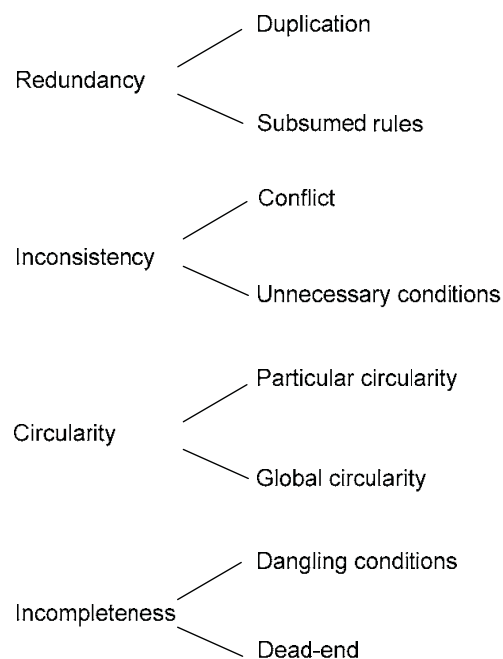 Duplication
Redundancy
Subsumed rules
Conflict
Inconsistency
Unnecessary conditions
Particular circularity
Circularity
Global circularity
Dangling conditions
Incompleteness
Dead-end